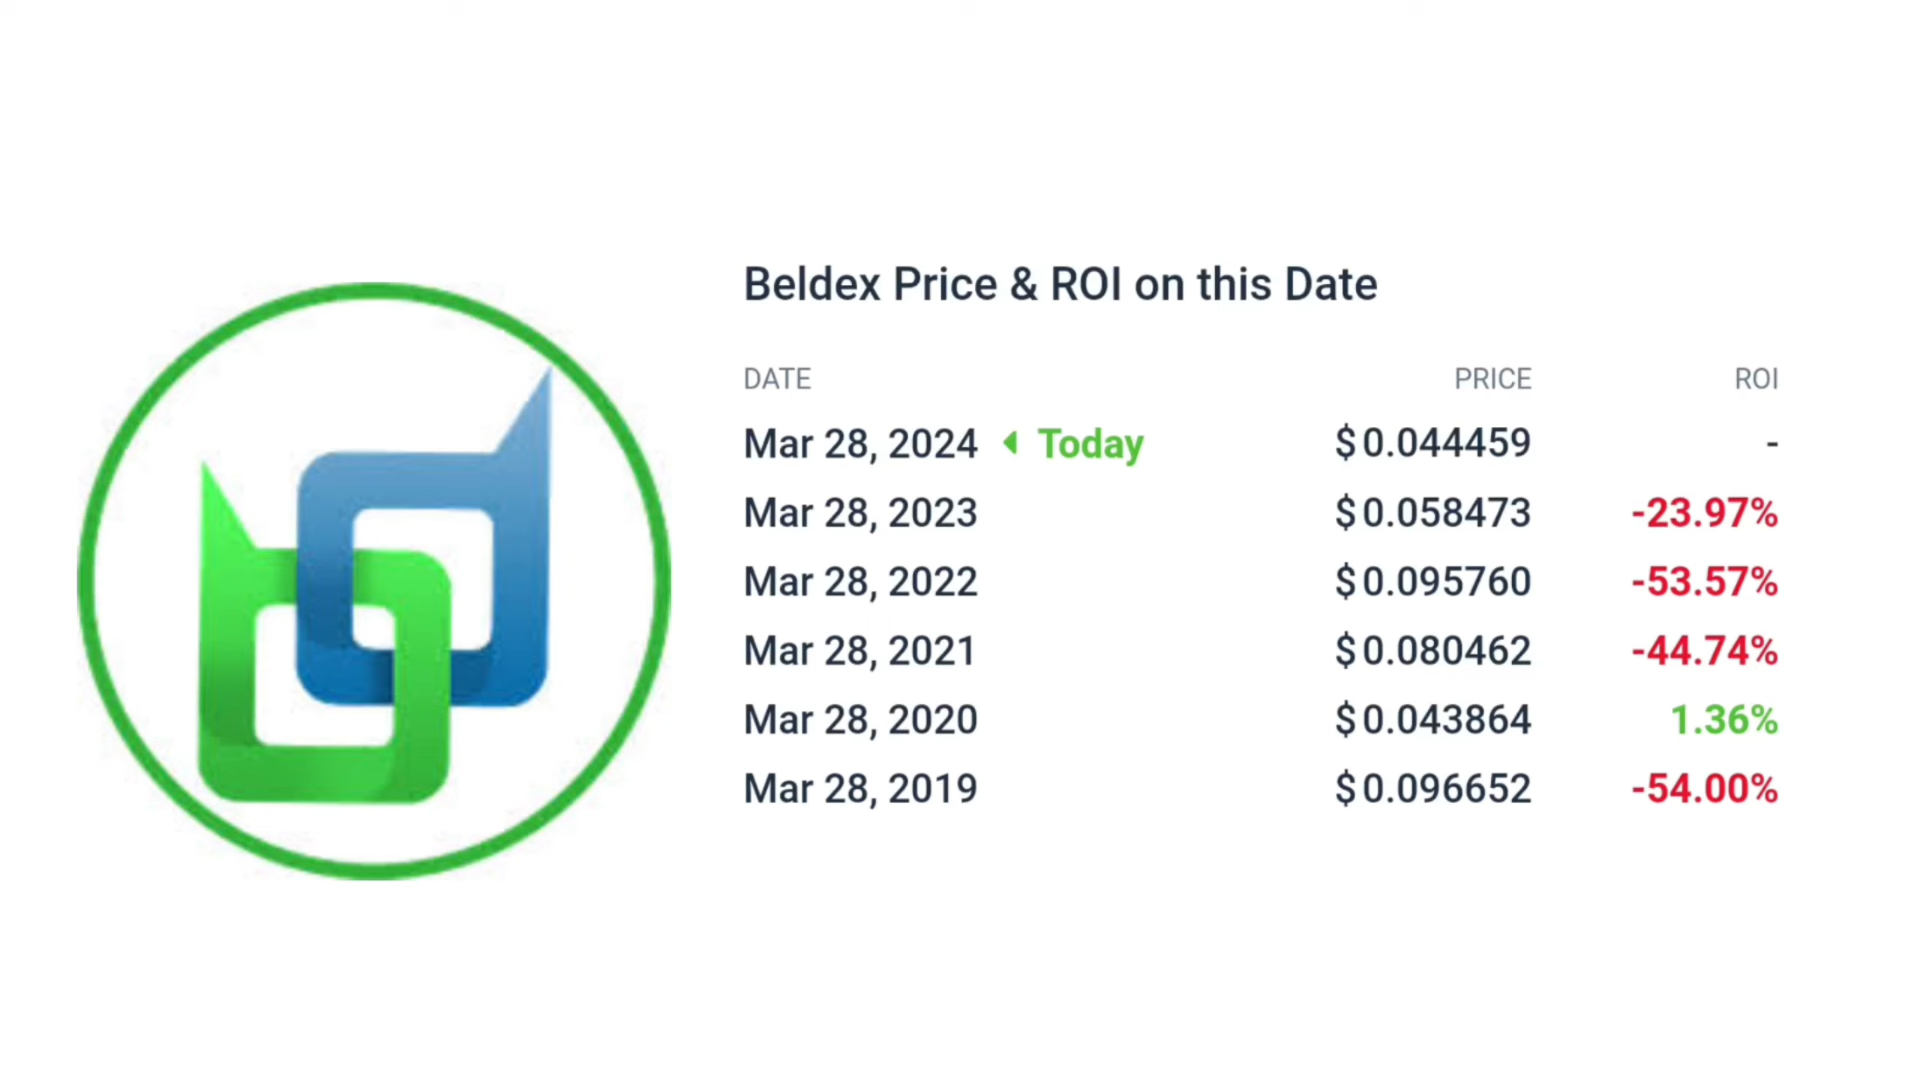 Beldex Price & ROI on this Date
DATE PRICE ROI
Mar 28, 2024 Today $0.044459 -
Mar 28, 2023 $0.058473 -23.97%
Mar 28, 2022 $0.095760 -53.57%
Mar 28, 2021 $0.080462 -44.74%
Mar 28, 2020 $0.043864 1.36%
Mar 28, 2019 $0.096652 -54.00%